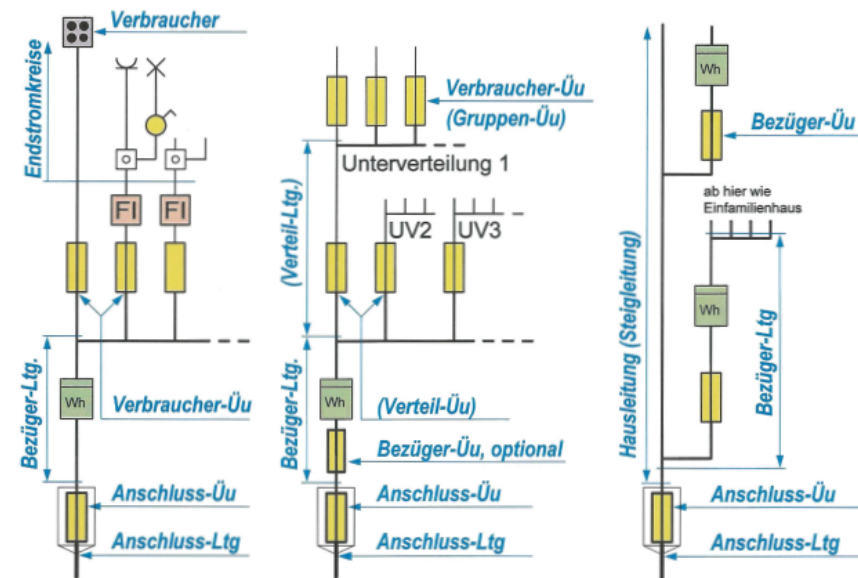 Verbraucher
Endstromkreise
FI
FI
Bezüger-Ltg.
Wh
Verbraucher-Üu
Anschluss-Üu
Anschluss-Ltg
Verbraucher-Üu
(Gruppen-Üu)
Unterverteilung 1
(Verteil-Ltg.)
UV2
UV3
Bezüger-Ltg.
Wh
(Verteil-Üu)
Bezüger-Üu, optional
Anschluss-Üu
Anschluss-Ltg
Hausleitung (Steigleitung)
Wh
Bezüger-Üu
ab hier wie
Einfamilienhaus
Wh
Bezüger-Ltg
Anschluss-Üu
Anschluss-Ltg